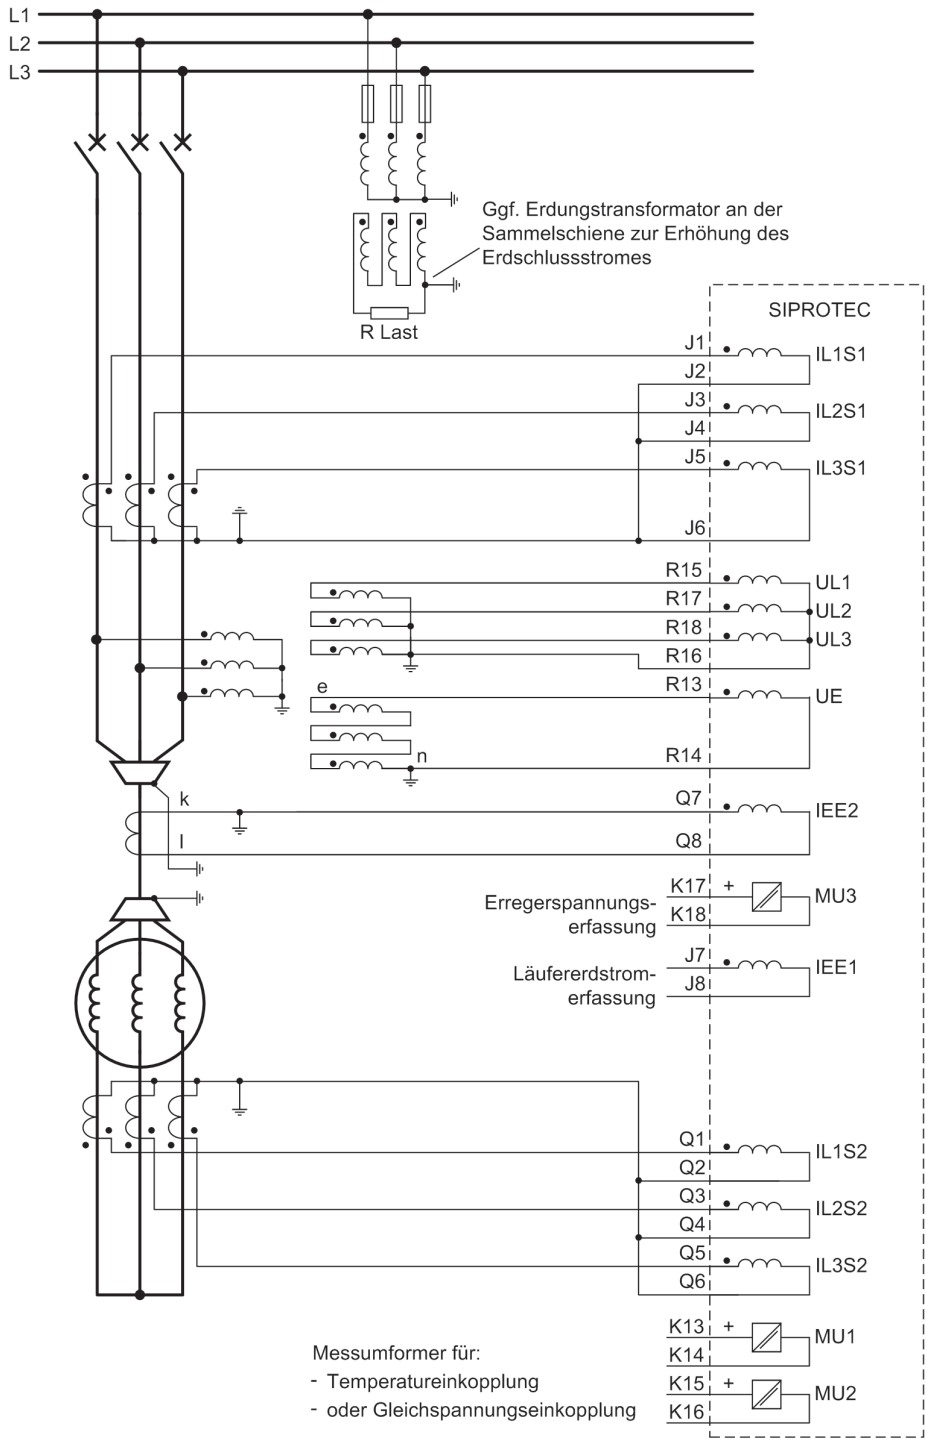 L1
L2
L3
Ggf. Erdungstransformator an der
Sammelschiene zur Erhöhung des
Erdschlussstromes
R Last
SIPROTEC
J1
IL1S1
J2
J3
IL2S1
J4
J5
IL3S1
J6
R15
UL1
R17
UL2
R18
UL3
R16
e
R13
UE
n
R14
k
Q7
IEE2
l
Q8
Erregerspannungs-
erfassung
K17 +
MU3
K18
Läufererdstrom-
erfassung
J7
IEE1
J8
Q1
IL1S2
Q2
Q3
IL2S2
Q4
Q5
IL3S2
Q6
K13 +
MU1
K14
K15 +
MU2
K16
Messumformer für:
- Temperatureinkopplung
- oder Gleichspannungseinkopplung